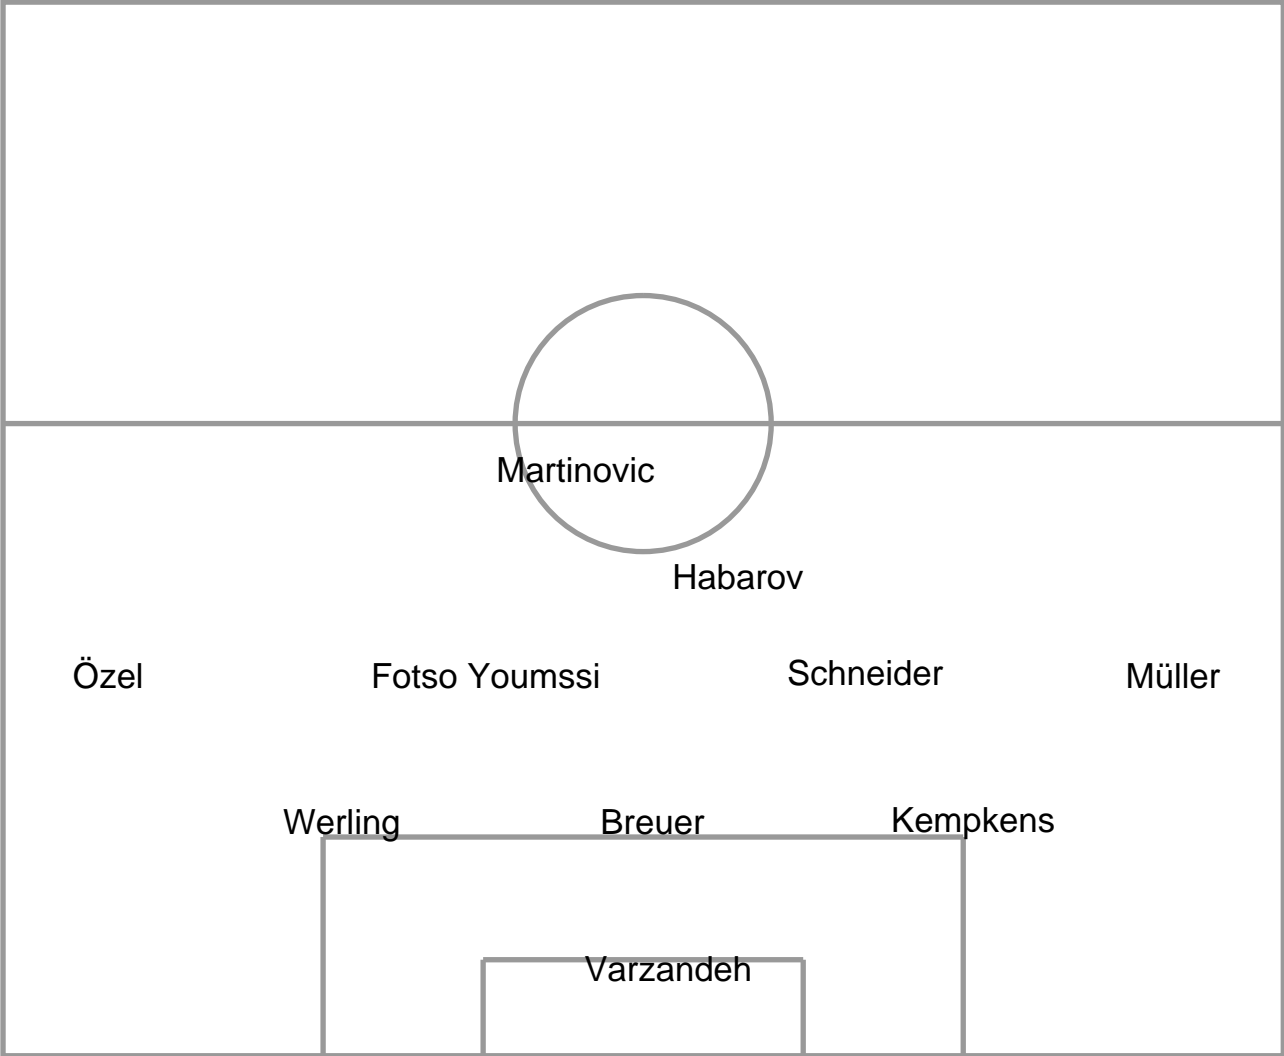 Martinovic
Habarov
Özel Fotso Youmssi Schneider Müller
Werling Breuer Kempkens
Varzandeh